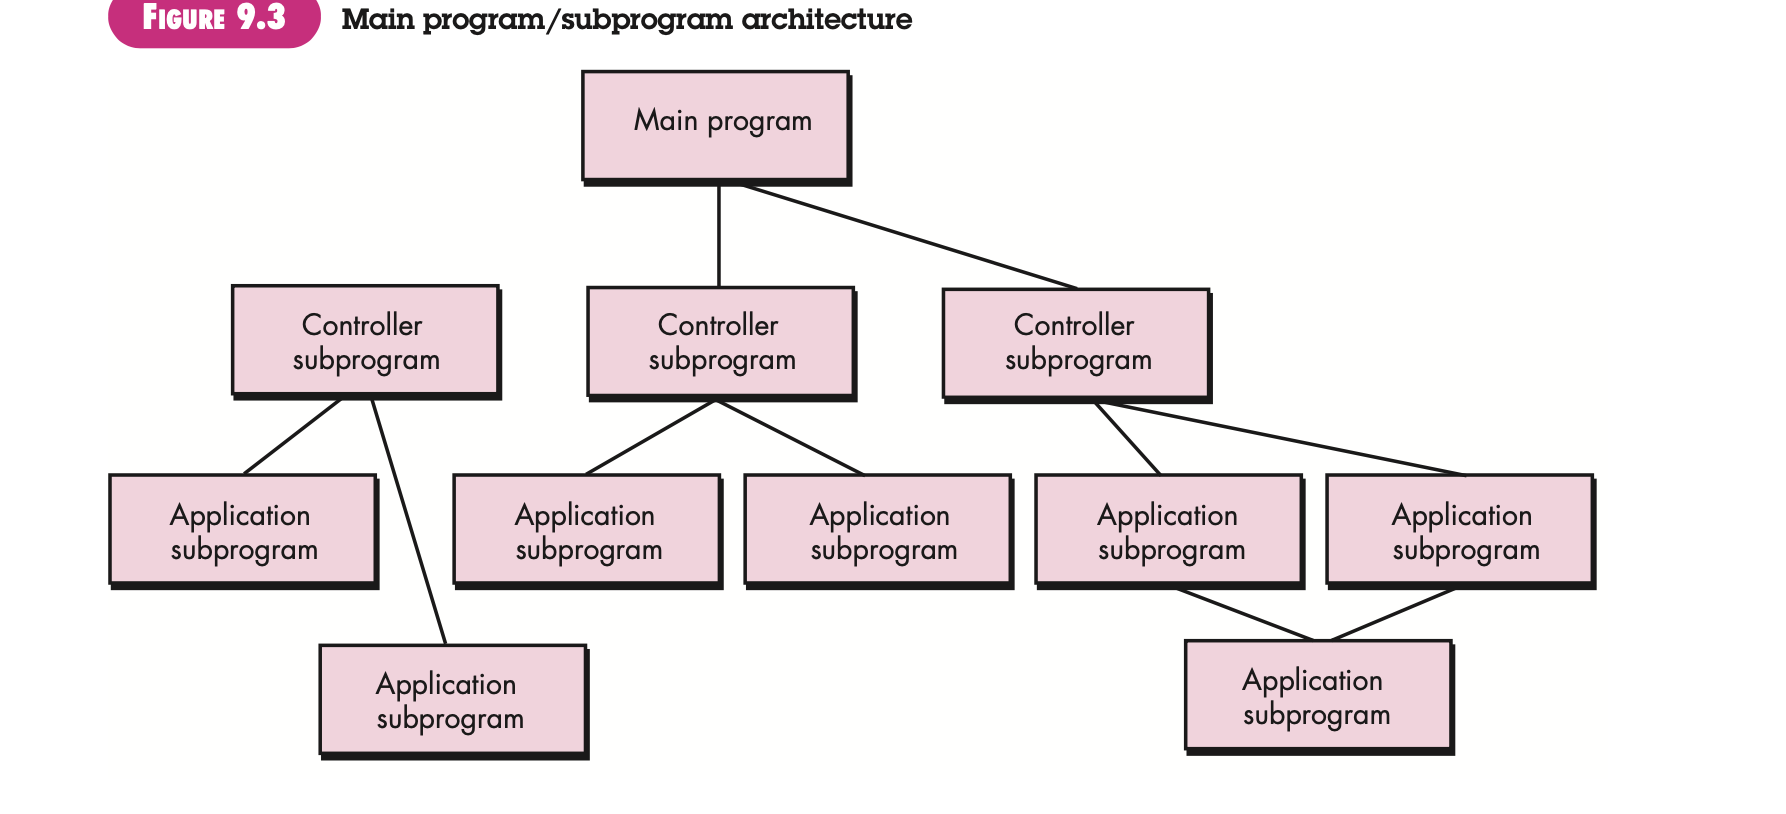 FIGURE 9.3 Main program/subprogram architecture
Main program
Controller
subprogram
Controller
subprogram
Controller
subprogram
Application
subprogram
Application
subprogram
Application
subprogram
Application
subprogram
Application
subprogram
Application
subprogram
Application
subprogram